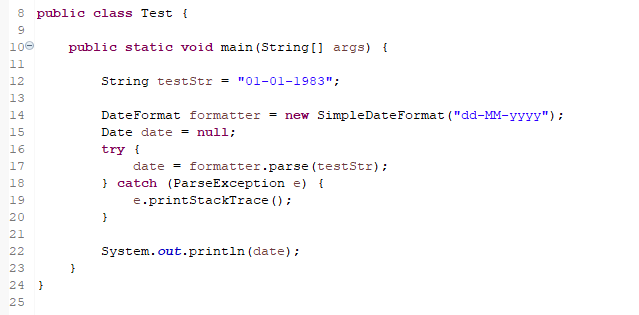 8 public class Test {
9
10 public static void main(String[] args) {
11
12 String testStr = "01-01-1983";
13
14 DateFormat formatter = new SimpleDateFormat("dd-MM-yyyy");
15 Date date = null;
16 try {
17 date = formatter.parse(testStr);
18 } catch (ParseException e) {
19 e.printStackTrace();
20 }
21
22 System.out.println(date);
23 }
24 }
25